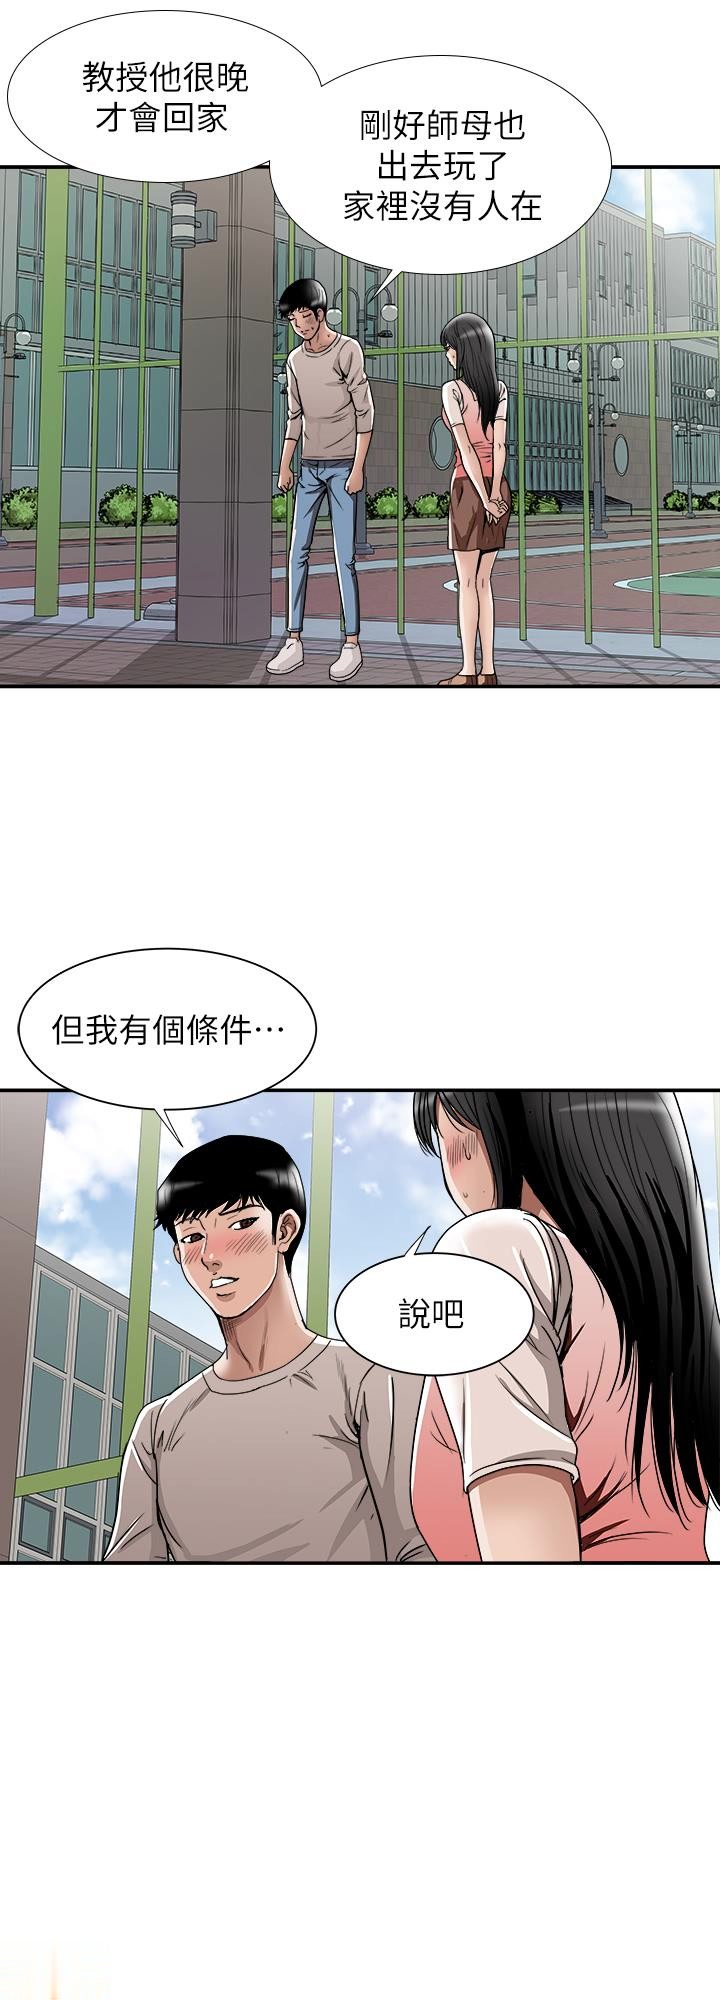 教授他很晚
才會回家
剛好師母也
出去玩了
家裡沒有人在
但我有個條件⋯
說吧